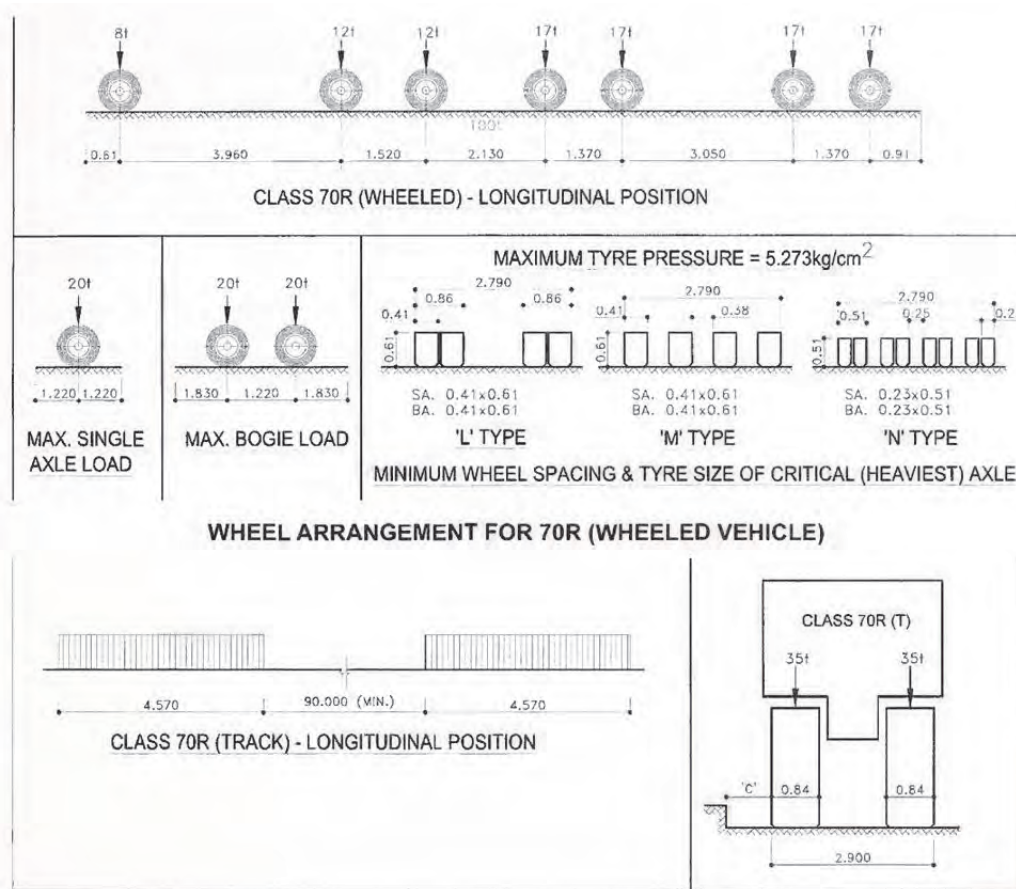 8t 12t 12t 17t 17t 17t 17t
100t
0.61 3.960 1.520 2.130 1.370 3.050 1.370 0.91
CLASS 70R (WHEELED) - LONGITUDINAL POSITION
20t
1.220 1.220
MAX. SINGLE
AXLE LOAD
20t 20t
1.830 1.220 1.830
MAX. BOGIE LOAD
MAXIMUM TYRE PRESSURE = 5.273kg/cm2
2.790
0.86 0.86
0.41
0.61
SA. 0.41x0.61
BA. 0.41x0.61
'L' TYPE
2.790
0.41 0.38
0.61
SA. 0.41x0.61
BA. 0.41x0.61
'M' TYPE
2.790
0.51 0.25
0.51
SA. 0.23x0.51
BA. 0.23x0.51
'N' TYPE
MINIMUM WHEEL SPACING & TYRE SIZE OF CRITICAL (HEAVIEST) AXLE
WHEEL ARRANGEMENT FOR 70R (WHEELED VEHICLE)
4.570 90.000 (MIN.) 4.570
CLASS 70R (TRACK) - LONGITUDINAL POSITION
CLASS 70R (T)
35t 35t
'C' 0.84 0.84
2.900